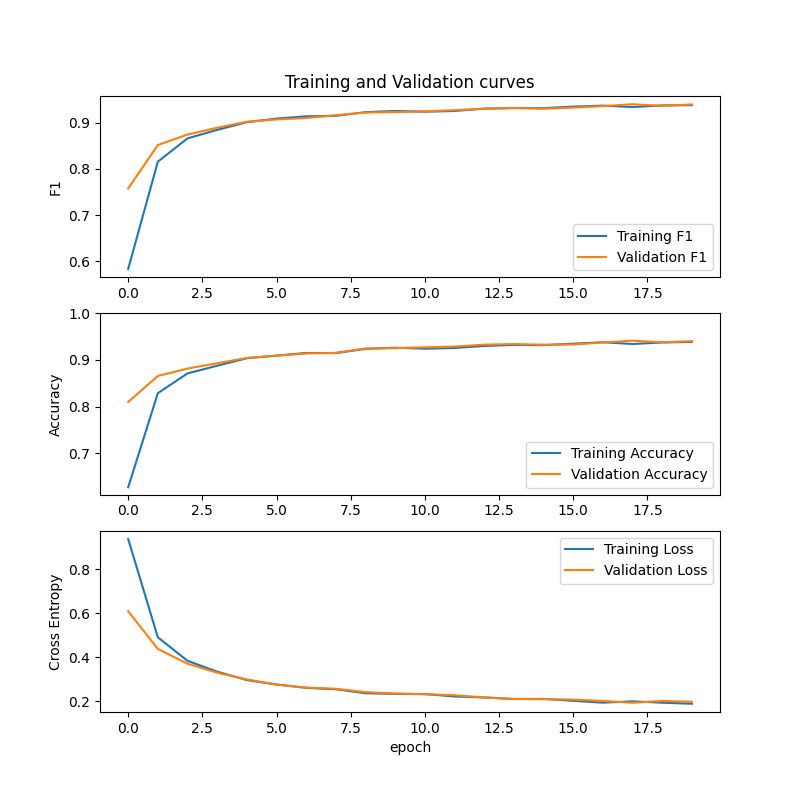 Training and Validation curves
0.9
0.8
0.7
0.6
F1
Training F1
Validation F1
0.0 2.5 5.0 7.5 10.0 12.5 15.0 17.5
1.0
0.9
0.8
0.7
Accuracy
Training Accuracy
Validation Accuracy
0.0 2.5 5.0 7.5 10.0 12.5 15.0 17.5
0.8
0.6
0.4
0.2
Cross Entropy
Training Loss
Validation Loss
0.0 2.5 5.0 7.5 10.0 12.5 15.0 17.5
epoch